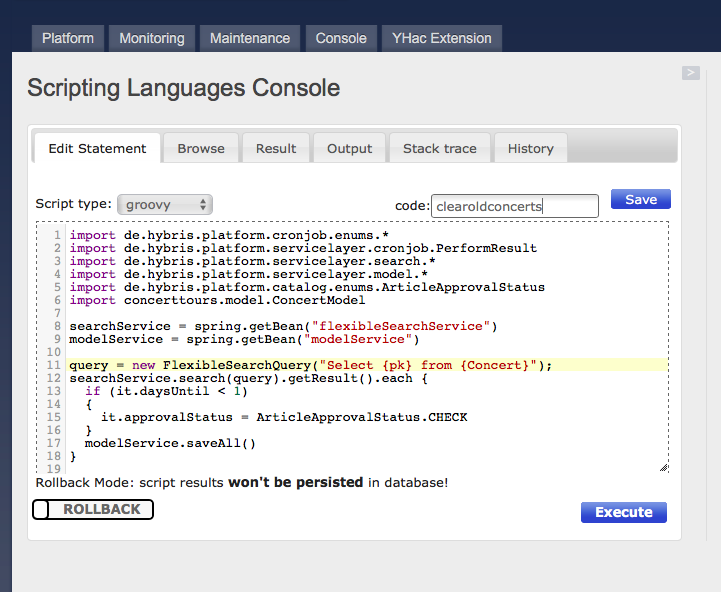 Platform Monitoring Maintenance Console YHac Extension
>
Scripting Languages Console
Edit Statement Browse Result Output Stack trace History
Script type: groovy code: clearoldconcerts Save
1 import de.hybris.platform.cronjob.enums.*
2 import de.hybris.platform.servicelayer.cronjob.PerformResult
3 import de.hybris.platform.servicelayer.search.*
4 import de.hybris.platform.servicelayer.model.*
5 import de.hybris.platform.catalog.enums.ArticleApprovalStatus
6 import concerttours.model.ConcertModel
7
8 searchService = spring.getBean("flexibleSearchService")
9 modelService = spring.getBean("modelService")
10
11 query = new FlexibleSearchQuery("Select {pk} from {Concert}");
12 searchService.search(query).getResult().each {
13   if (it.daysUntil < 1)
14   {
15     it.approvalStatus = ArticleApprovalStatus.CHECK
16   }
17   modelService.saveAll()
18 }
19
Rollback Mode: script results won't be persisted in database!
ROLLBACK Execute